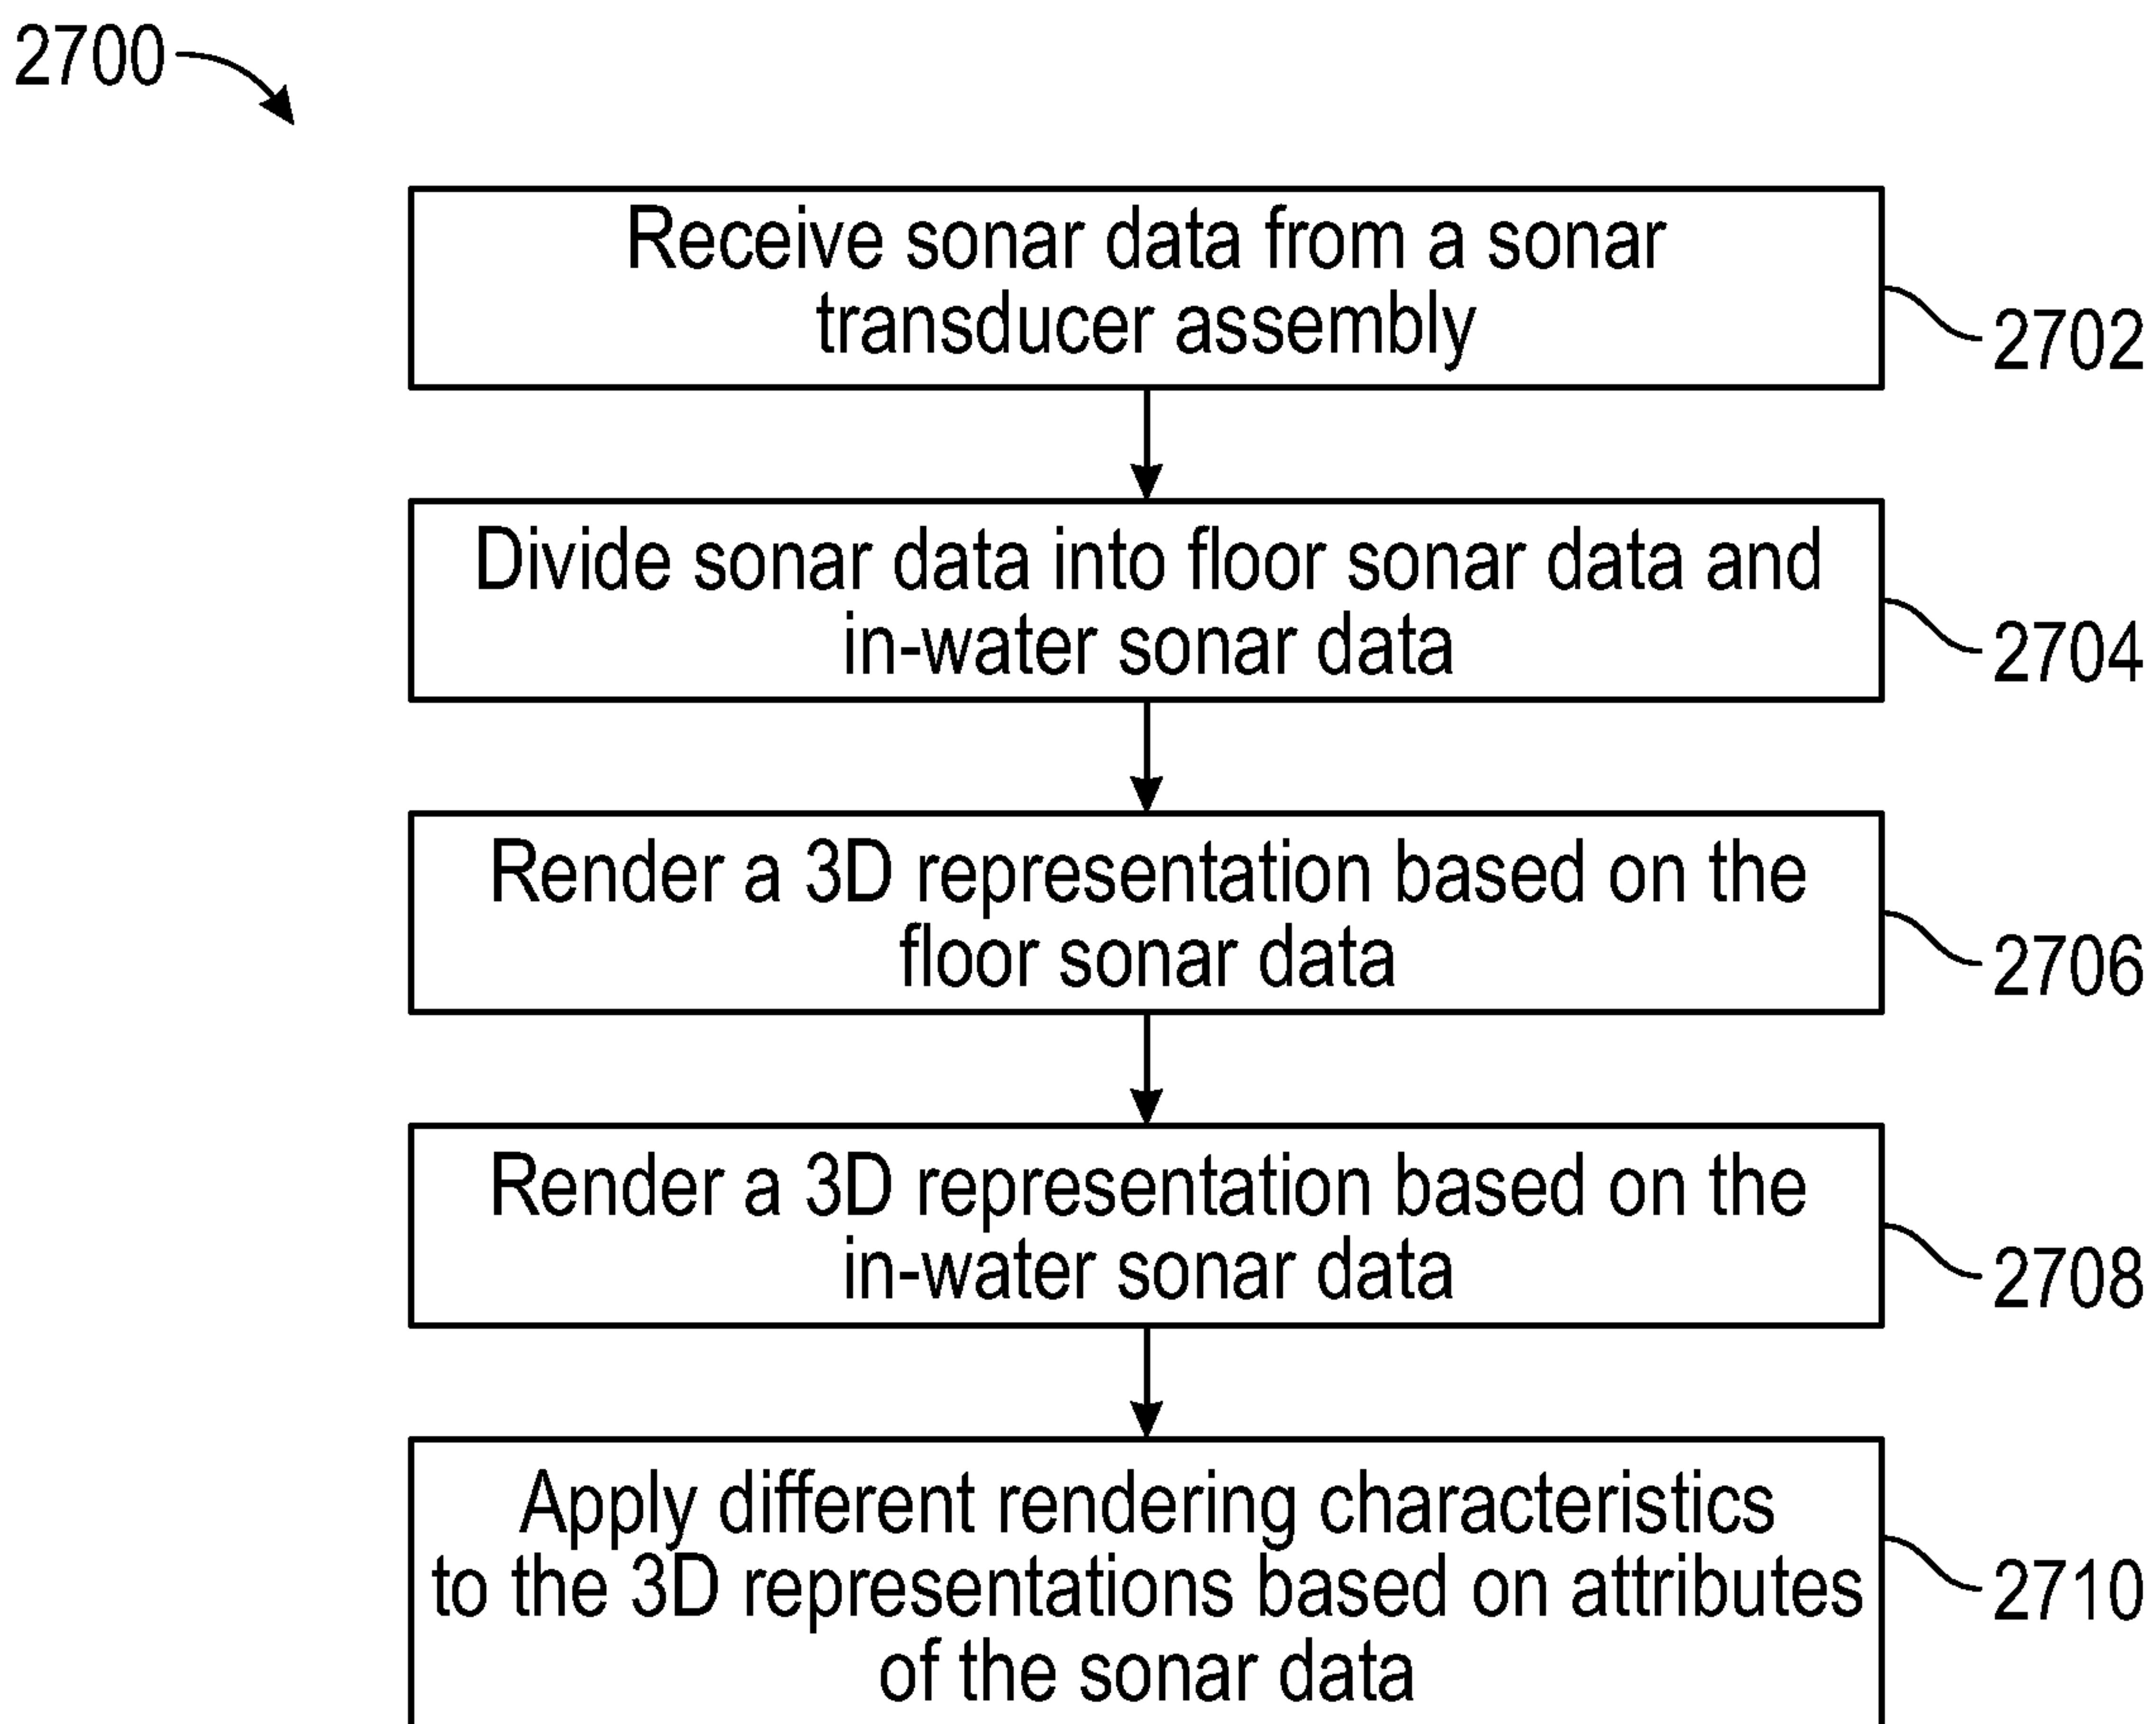 2700
Receive sonar data from a sonar
transducer assembly
2702
Divide sonar data into floor sonar data and
in-water sonar data
2704
Render a 3D representation based on the
floor sonar data
2706
Render a 3D representation based on the
in-water sonar data
2708
Apply different rendering characteristics
to the 3D representations based on attributes
of the sonar data
2710